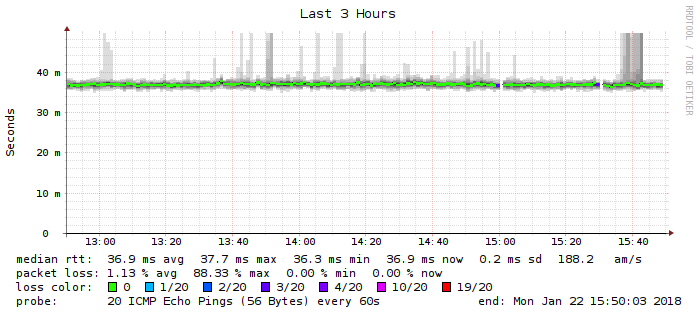 Last 3 Hours
RRDTOOL / TOBI OETIKER
Seconds
40 m
30 m
20 m
10 m
0
13:00 13:20 13:40 14:00 14:20 14:40 15:00 15:20 15:40
median rtt: 36.9 ms avg 37.7 ms max 36.3 ms min 36.9 ms now 0.2 ms sd 188.2 am/s
packet loss: 1.13 % avg 88.33 % max 0.00 % min 0.00 % now
loss color: 0 1/20 2/20 3/20 4/20 10/20 19/20
probe: 20 ICMP Echo Pings (56 Bytes) every 60s end: Mon Jan 22 15:50:03 2018